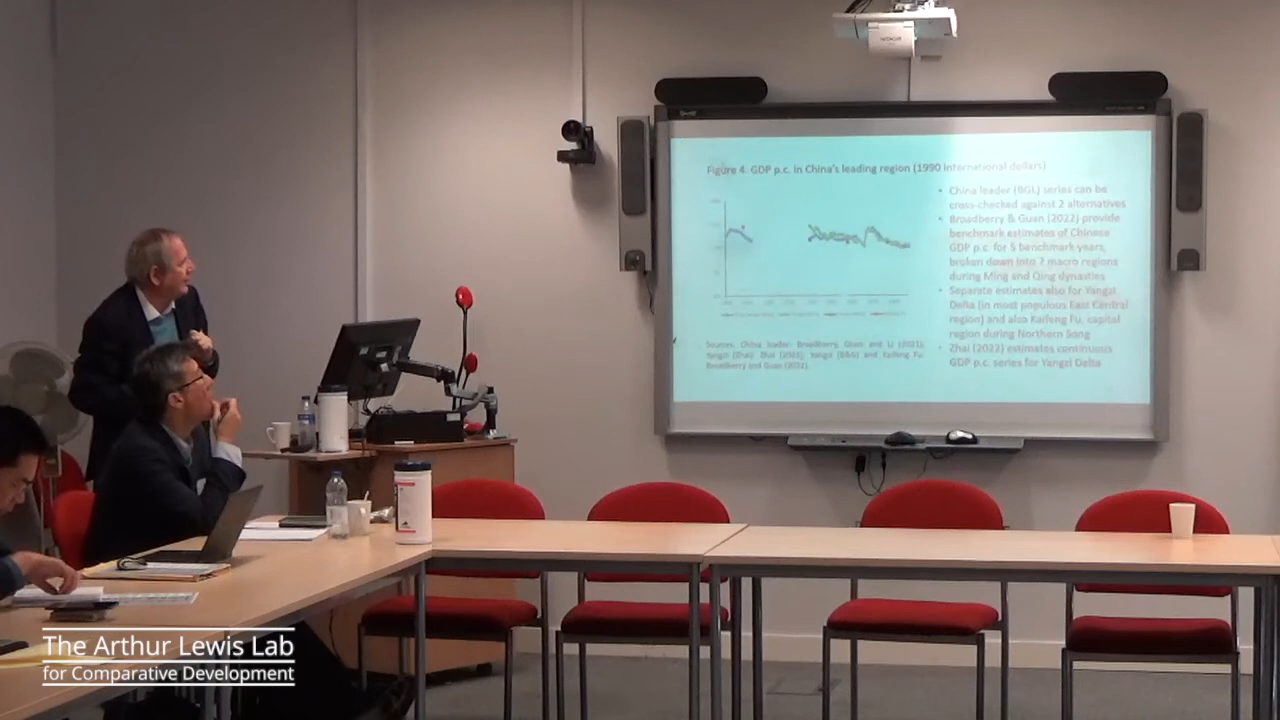 Figure 4: GDP p.c. in China's leading region (1990 international dollars)
• China leader (BGL) series can be
cross-checked against 2 alternatives
• Broadberry & Guan (2022) provide
benchmark estimates of Chinese
GDP p.c. for 5 benchmark years,
broken down into 7 macro regions
during Ming and Qing dynasties
• Separate estimates also for Yangzi
Delta (in most populous East Central
region) and also Kaifeng Fu, capital
region during Northern Song
• Zhai (2022) estimates continuous
GDP p.c. series for Yangzi Delta
Sources: China leader: Broadberry, Guan and Li (2021);
Yangzi (Zhai): Zhai (2022); Yangzi (B&G) and Kaifeng Fu:
Broadberry and Guan (2022).
The Arthur Lewis Lab
for Comparative Development